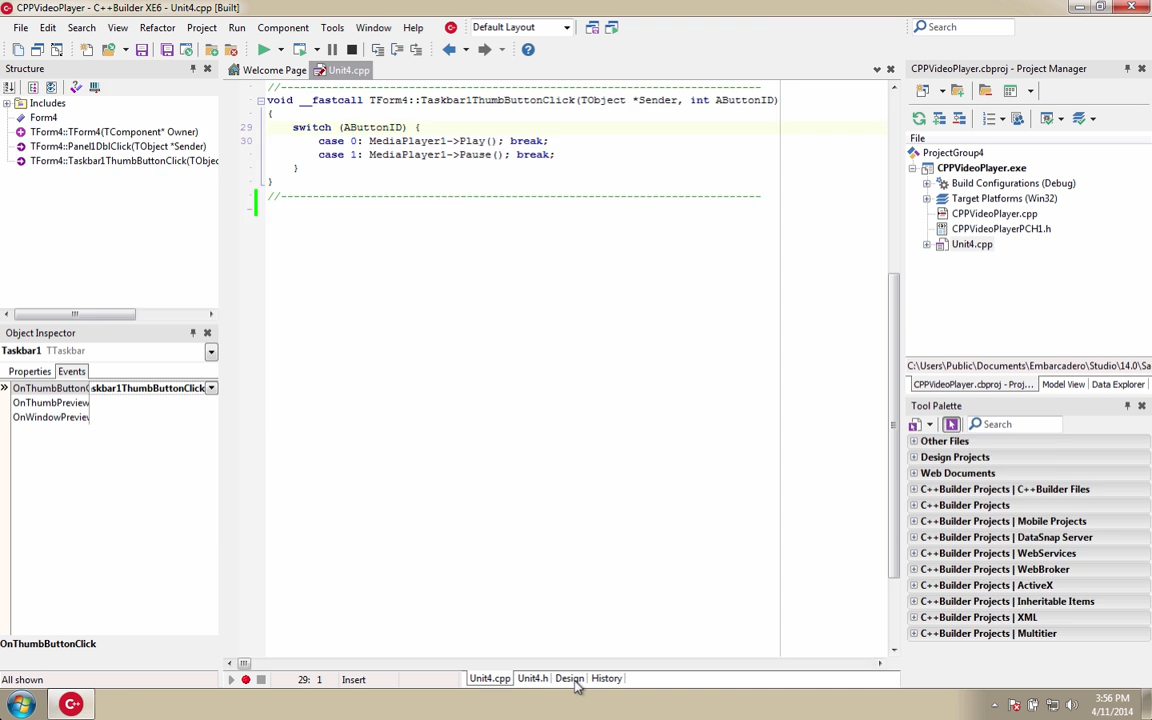 CPPVideoPlayer - C++Builder XE6 - Unit4.cpp [Built]
File Edit Search View Refactor Project Run Component Tools Window Help
Default Layout
Search
Structure
Includes
Form4
TForm4::TForm4(TComponent* Owner)
TForm4::Panel1DblClick(TObject *Sender)
TForm4::Taskbar1ThumbButtonClick(TObjec
Object Inspector
Taskbar1 TTaskbar
Properties Events
OnThumbButtonC skbar1ThumbButtonClick
OnThumbPreview
OnWindowPreview
OnThumbButtonClick
All shown
Welcome Page Unit4.cpp
//---------------------------------------------------------------------------
void __fastcall TForm4::Taskbar1ThumbButtonClick(TObject *Sender, int AButtonID)
{
29 switch (AButtonID) {
30 case 0: MediaPlayer1->Play(); break;
case 1: MediaPlayer1->Pause(); break;
}
}
//---------------------------------------------------------------------------
29: 1 Insert
Unit4.cpp Unit4.h Design History
CPPVideoPlayer.cbproj - Project Manager
File
ProjectGroup4
CPPVideoPlayer.exe
Build Configurations (Debug)
Target Platforms (Win32)
CPPVideoPlayer.cpp
CPPVideoPlayerPCH1.h
Unit4.cpp
C:\Users\Public\Documents\Embarcadero\Studio\14.0\Sa
CPPVideoPlayer.cbproj - Proj... Model View Data Explorer
Tool Palette
Search
Other Files
Design Projects
Web Documents
C++Builder Projects | C++Builder Files
C++Builder Projects
C++Builder Projects | Mobile Projects
C++Builder Projects | DataSnap Server
C++Builder Projects | WebServices
C++Builder Projects | WebBroker
C++Builder Projects | ActiveX
C++Builder Projects | Inheritable Items
C++Builder Projects | XML
C++Builder Projects | Multitier
3:56 PM
4/11/2014